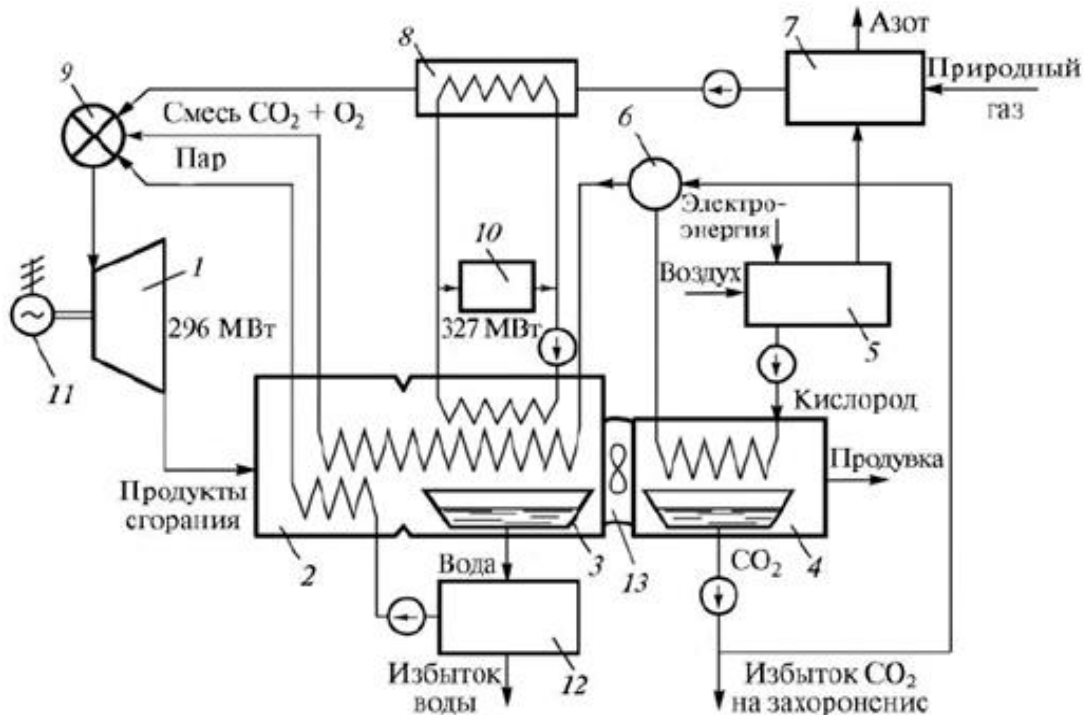 Азот
8
7
9
Природный
газ
Смесь CO₂ + O₂
6
Пар
Электро-
энергия
1
10
Воздух
296 МВт
327 МВт
5
11
Кислород
Продукты
сгорания
Продувка
2
Вода
3
13
CO₂
4
12
Избыток
воды
Избыток CO₂
на захоронение